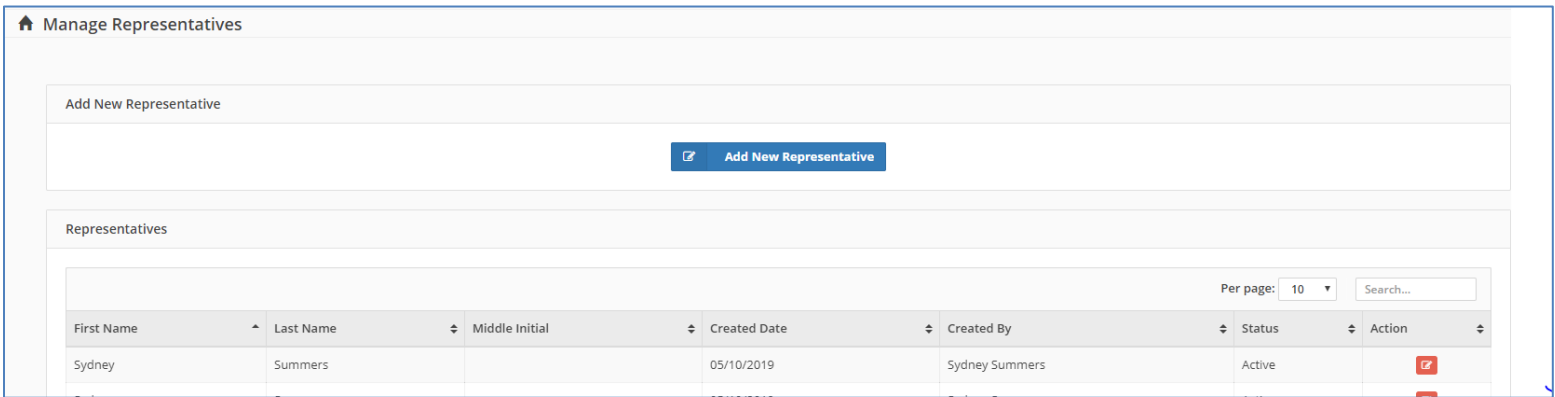 Manage Representatives
Add New Representative
Add New Representative
Representatives
Per page: 10 Search...
First Name Last Name Middle Initial Created Date Created By Status Action
Sydney Summers 05/10/2019 Sydney Summers Active